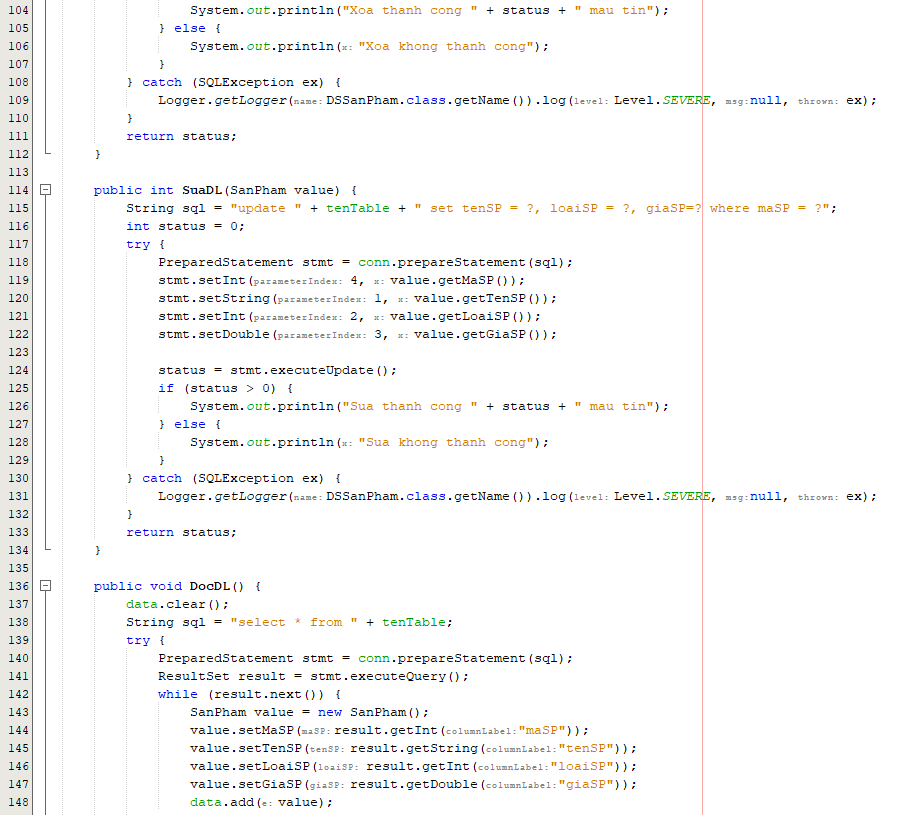 104 System.out.println("Xoa thanh cong " + status + " mau tin");
105 } else {
106 System.out.println(x: "Xoa khong thanh cong");
107 }
108 } catch (SQLException ex) {
109 Logger.getLogger(name: DSSanPham.class.getName()).log(level: Level.SEVERE, msg: null, thrown: ex);
110 }
111 return status;
112 }
113
114 public int SuaDL(SanPham value) {
115 String sql = "update " + tenTable + " set tenSP = ?, loaiSP = ?, giaSP=? where maSP = ?";
116 int status = 0;
117 try {
118 PreparedStatement stmt = conn.prepareStatement(sql);
119 stmt.setInt(parameterIndex: 4, x: value.getMaSP());
120 stmt.setString(parameterIndex: 1, x: value.getTenSP());
121 stmt.setInt(parameterIndex: 2, x: value.getLoaiSP());
122 stmt.setDouble(parameterIndex: 3, x: value.getGiaSP());
123
124 status = stmt.executeUpdate();
125 if (status > 0) {
126 System.out.println("Sua thanh cong " + status + " mau tin");
127 } else {
128 System.out.println(x: "Sua khong thanh cong");
129 }
130 } catch (SQLException ex) {
131 Logger.getLogger(name: DSSanPham.class.getName()).log(level: Level.SEVERE, msg: null, thrown: ex);
132 }
133 return status;
134 }
135
136 public void DocDL() {
137 data.clear();
138 String sql = "select * from " + tenTable;
139 try {
140 PreparedStatement stmt = conn.prepareStatement(sql);
141 ResultSet result = stmt.executeQuery();
142 while (result.next()) {
143 SanPham value = new SanPham();
144 value.setMaSP(maSP: result.getInt(columnLabel: "maSP"));
145 value.setTenSP(tenSP: result.getString(columnLabel: "tenSP"));
146 value.setLoaiSP(loaiSP: result.getInt(columnLabel: "loaiSP"));
147 value.setGiaSP(giaSP: result.getDouble(columnLabel: "giaSP"));
148 data.add(e: value);